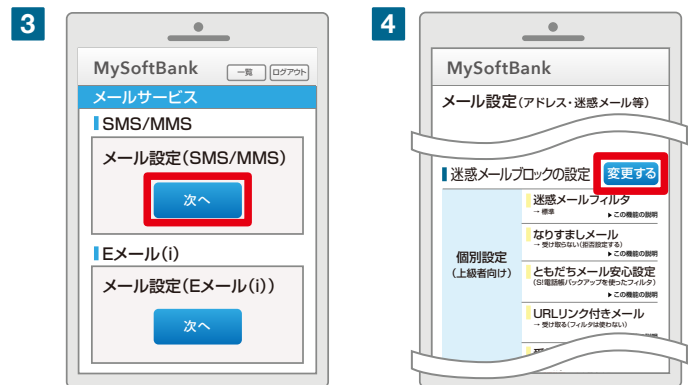 3
MySoftBank
一覧
ログアウト
メールサービス
SMS/MMS
メール設定(SMS/MMS)
次へ
Eメール(i)
メール設定(Eメール(i))
次へ
4
MySoftBank
メール設定(アドレス・迷惑メール等)
迷惑メールブロックの設定
変更する
個別設定
(上級者向け)
迷惑メールフィルタ
→ 標準
▶この機能の説明
なりすましメール
→ 受け取らない(拒否設定する)
▶この機能の説明
ともだちメール安心設定
(S!電話帳バックアップを使ったフィルタ)
▶この機能の説明
URLリンク付きメール
→ 受け取る(フィルタは使わない)